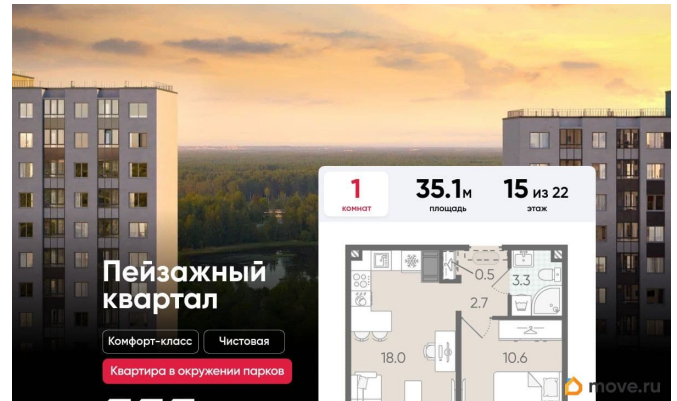 1
комнат
35.1м
площадь
15 из 22
этаж
Пейзажный
квартал
Комфорт-класс
Чистовая
Квартира в окружении парков
0.5
3.3
2.7
18.0
10.6
move.ru